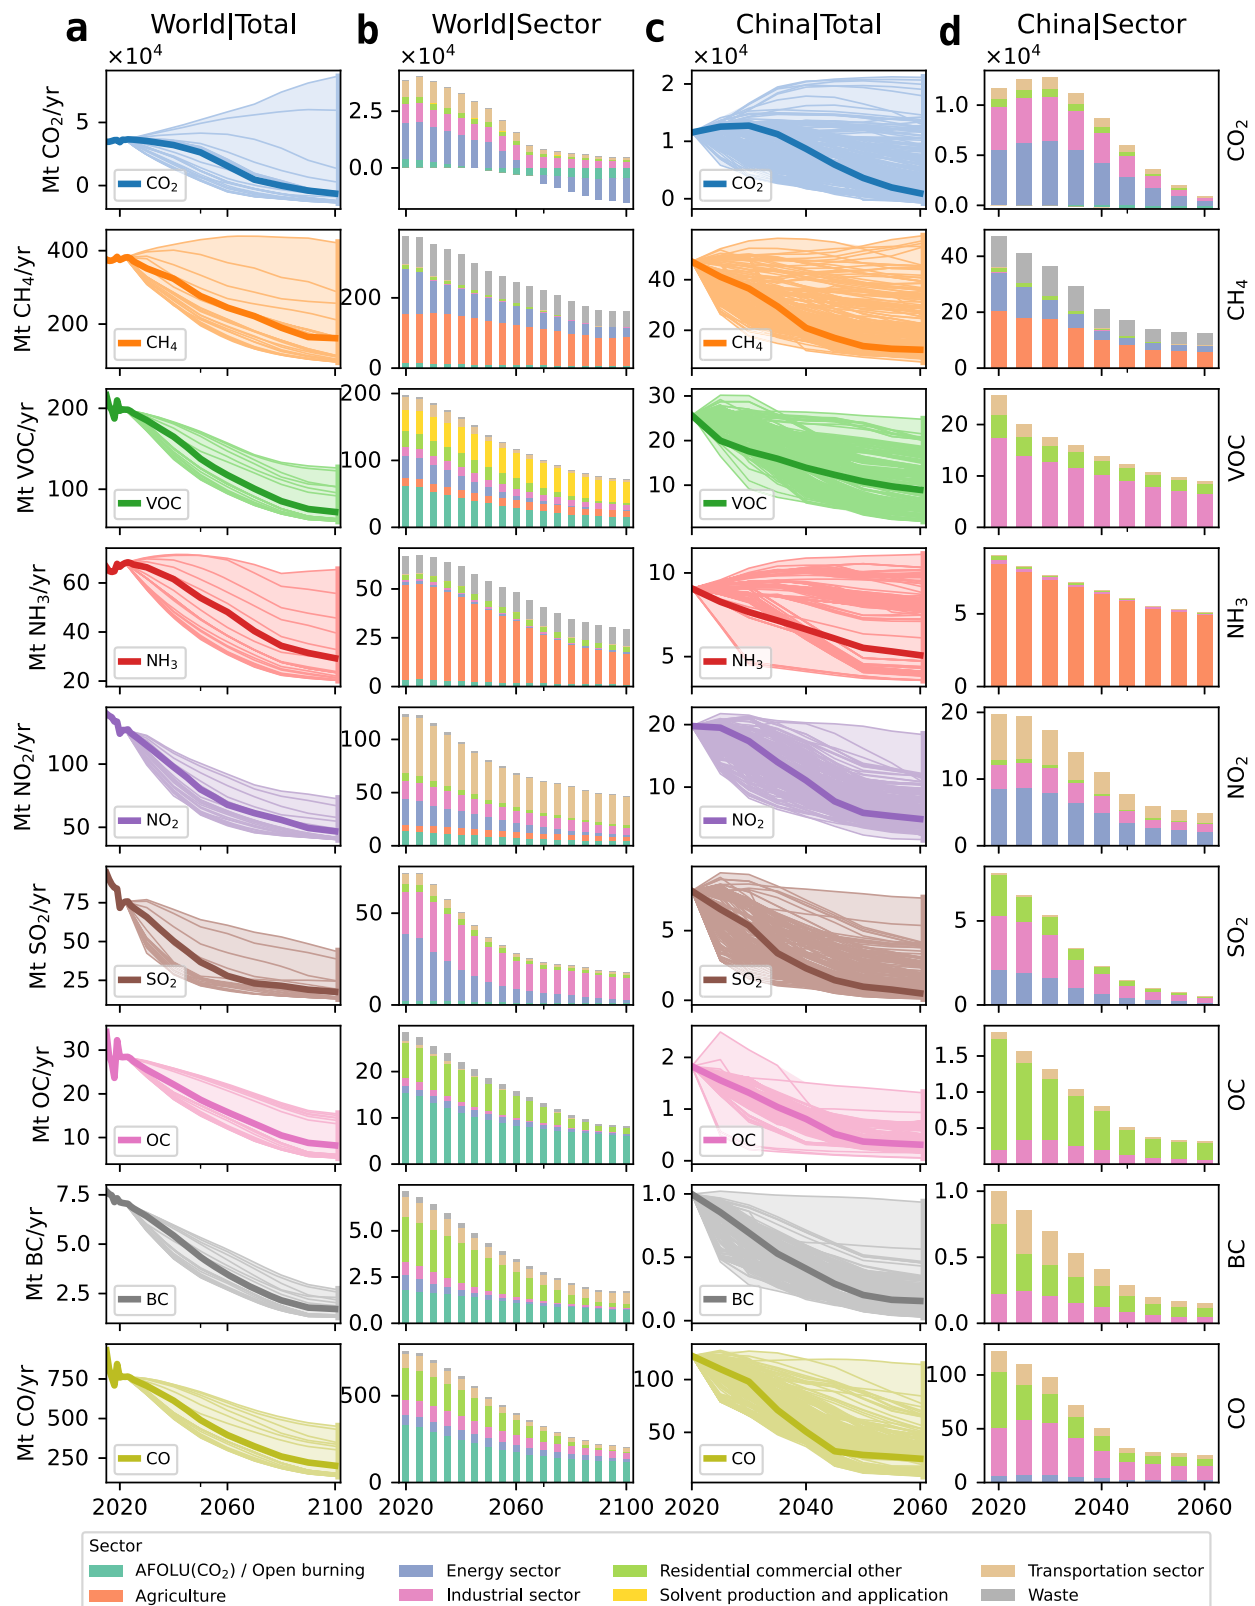 a World|Total b World|Sector c China|Total d China|Sector
×10⁴ ×10⁴ ×10⁴
Mt CO₂/yr 5 0 CO₂ 2.5 0.0 2 1 0 CO₂ 1.0 0.5 0.0 CO₂
Mt CH₄/yr 400 200 CH₄ 200 0 40 20 CH₄ 40 20 0 CH₄
Mt VOC/yr 200 100 VOC 200 100 0 30 20 10 VOC 20 10 0 VOC
Mt NH₃/yr 60 40 20 NH₃ 50 25 0 10 5 NH₃ 5 0 NH₃
Mt NO₂/yr 100 50 NO₂ 100 50 0 20 10 NO₂ 20 10 0 NO₂
Mt SO₂/yr 75 50 25 SO₂ 50 0 5 0 SO₂ 5 0 SO₂
Mt OC/yr 30 20 10 OC 20 10 0 2 1 0 OC 1.5 1.0 0.5 OC
Mt BC/yr 7.5 5.0 2.5 BC 5.0 2.5 0.0 1.0 0.5 0.0 BC 1.0 0.5 0.0 BC
Mt CO/yr 750 500 250 CO 500 0 100 50 CO 100 50 0 CO
2020 2060 2100 2020 2060 2100 2020 2040 2060 2020 2040 2060
Sector
AFOLU(CO₂) / Open burning Energy sector Residential commercial other Transportation sector
Agriculture Industrial sector Solvent production and application Waste